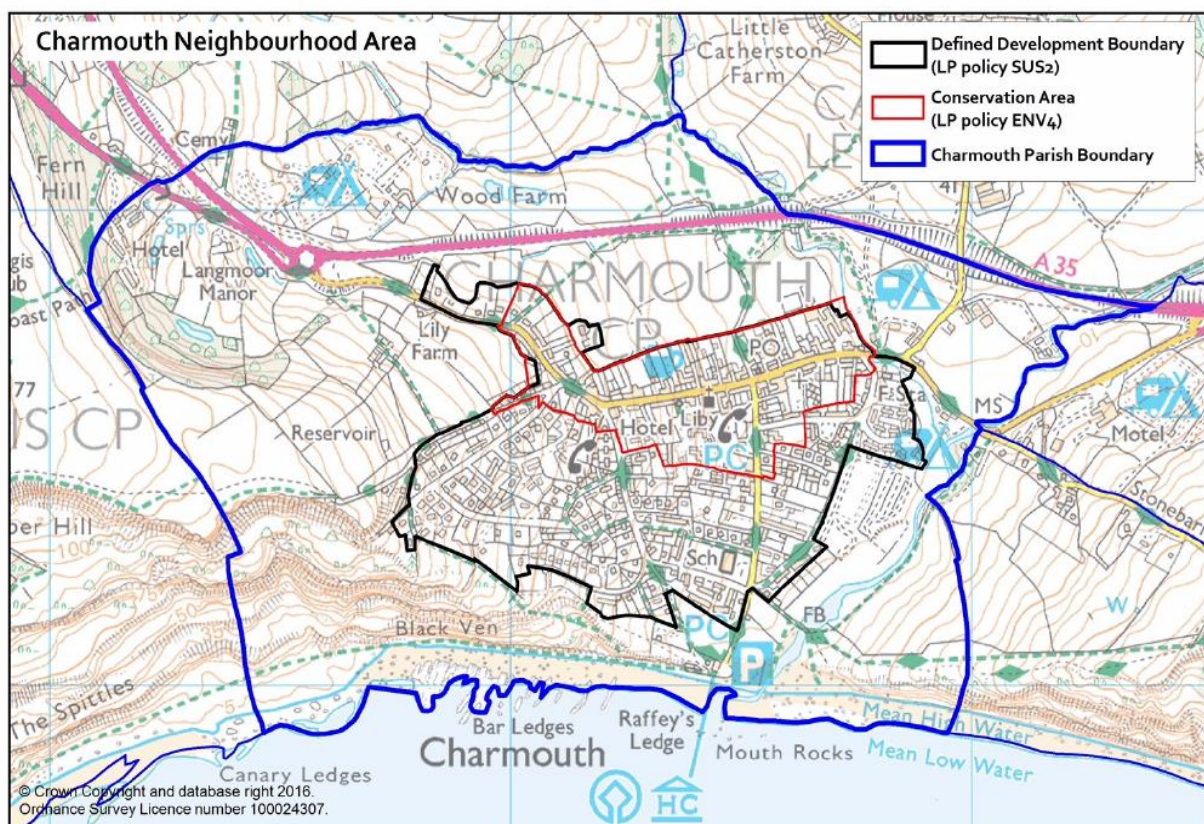 Charmouth Neighbourhood Area
Defined Development Boundary
(LP policy SUS2)
Conservation Area
(LP policy ENV4)
Charmouth Parish Boundary
Little
Catherston
Farm
Cemy
Fern
Hill
Wood Farm
Sprs
Hotel
Langmoor
Manor
A 35
CHARMOUTH
CP
Lily
Farm
PO
77
Reservoir
Hotel
Liby
PC
F Sta
MS
Motel
Stonebar
100
Sch
FB
W
PC
P
Black Ven
The Spittles
Bar Ledges
Raffey's
Ledge
Charmouth
Mouth Rocks
Mean High Water
Mean Low Water
Canary Ledges
HC
© Crown Copyright and database right 2016.
Ordnance Survey Licence number 100024307.